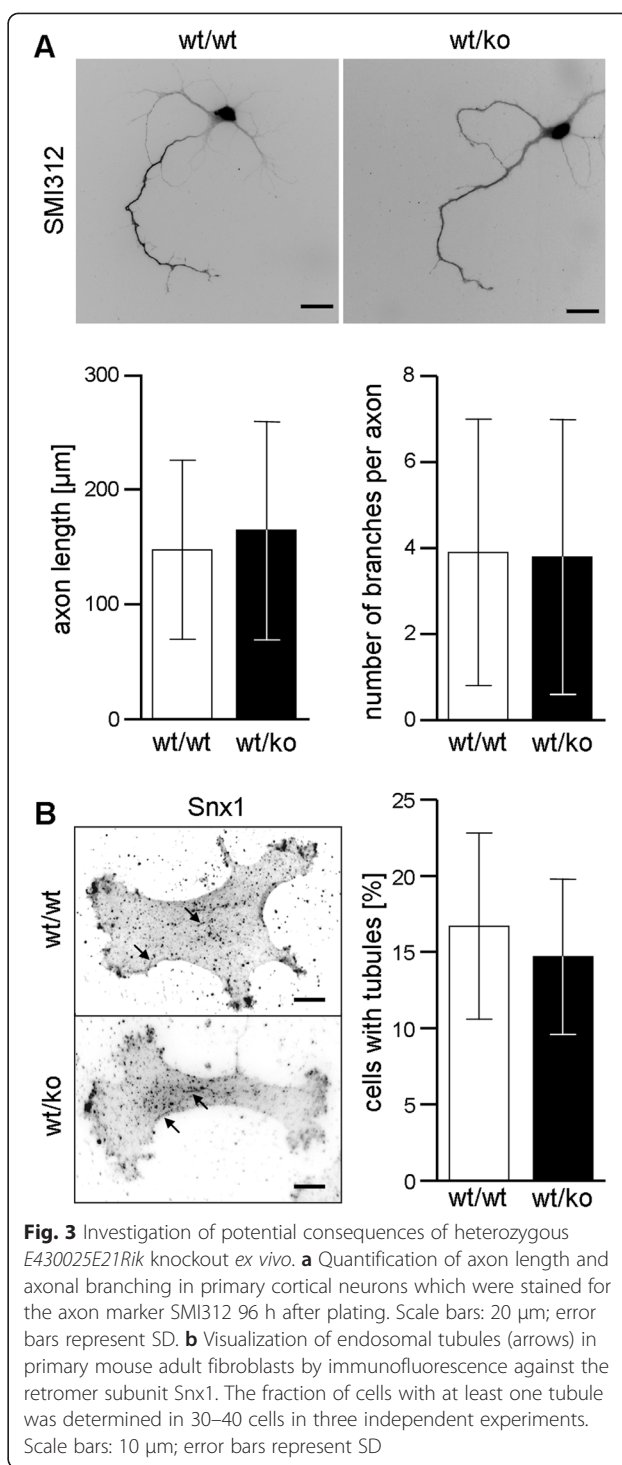 A
wt/wt
wt/ko
SMI312
axon length [µm]
300
200
100
0
wt/wt
wt/ko
number of branches per axon
8
6
4
2
0
wt/wt
wt/ko
B
Snx1
wt/wt
wt/ko
cells with tubules [%]
25
20
15
10
5
0
wt/wt
wt/ko
Fig. 3 Investigation of potential consequences of heterozygous
E430025E21Rik knockout ex vivo. a Quantification of axon length and
axonal branching in primary cortical neurons which were stained for
the axon marker SMI312 96 h after plating. Scale bars: 20 µm; error
bars represent SD. b Visualization of endosomal tubules (arrows) in
primary mouse adult fibroblasts by immunofluorescence against the
retromer subunit Snx1. The fraction of cells with at least one tubule
was determined in 30–40 cells in three independent experiments.
Scale bars: 10 µm; error bars represent SD